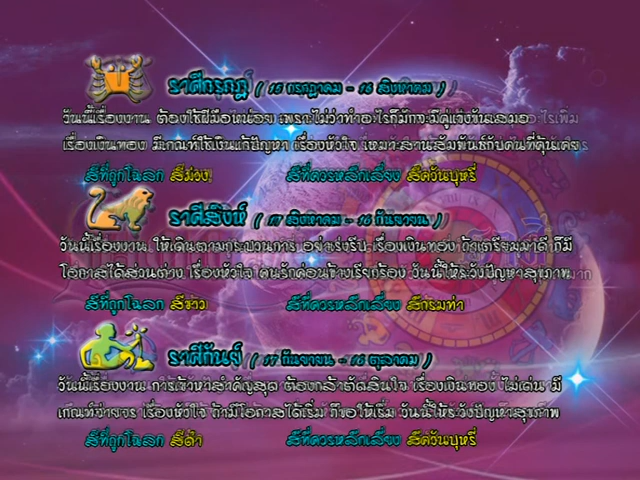 ราศีกรกฏ ( 15 กรกฎาคม - 16 สิงหาคม )
วันนี้เรื่องงาน ต้องใช้ฝีมือหน่อย เพราะไม่ว่าทำอะไรก็มักจะมีคู่แข่งขันเสมอ
เรื่องเงินทอง มีเกณฑ์ใช้เงินแก้ปัญหา เรื่องหัวใจ เหมาะสานสัมพันธ์กับคนที่คุ้นเคย
สีที่ถูกโฉลก สีม่วง สีที่ควรหลีกเลี่ยง สีควันบุหรี่
ราศีสิงห์ ( 17 สิงหาคม - 16 กันยายน )
วันนี้เรื่องงาน ให้เดินตามกระบวนการ อย่าเร่งรีบ เรื่องเงินทอง ถ้าเตรียมมาดี ก็มี
โอกาสได้ส่วนต่าง เรื่องหัวใจ คนรักค่อนข้างเรียกร้อง วันนี้ให้ระวังปัญหาสุขภาพ
สีที่ถูกโฉลก สีขาว สีที่ควรหลีกเลี่ยง สีกรมท่า
ราศีกันย์ ( 17 กันยายน - 16 ตุลาคม )
วันนี้เรื่องงาน การเข้าหาสำคัญสุด ต้องกล้าตัดสินใจ เรื่องเงินทอง ไม่เด่น มี
เกณฑ์จ่ายจร เรื่องหัวใจ ถ้ามีโอกาสได้เริ่ม ก็ขอให้เริ่ม วันนี้ให้ระวังปัญหาสุขภาพ
สีที่ถูกโฉลก สีดำ สีที่ควรหลีกเลี่ยง สีควันบุหรี่